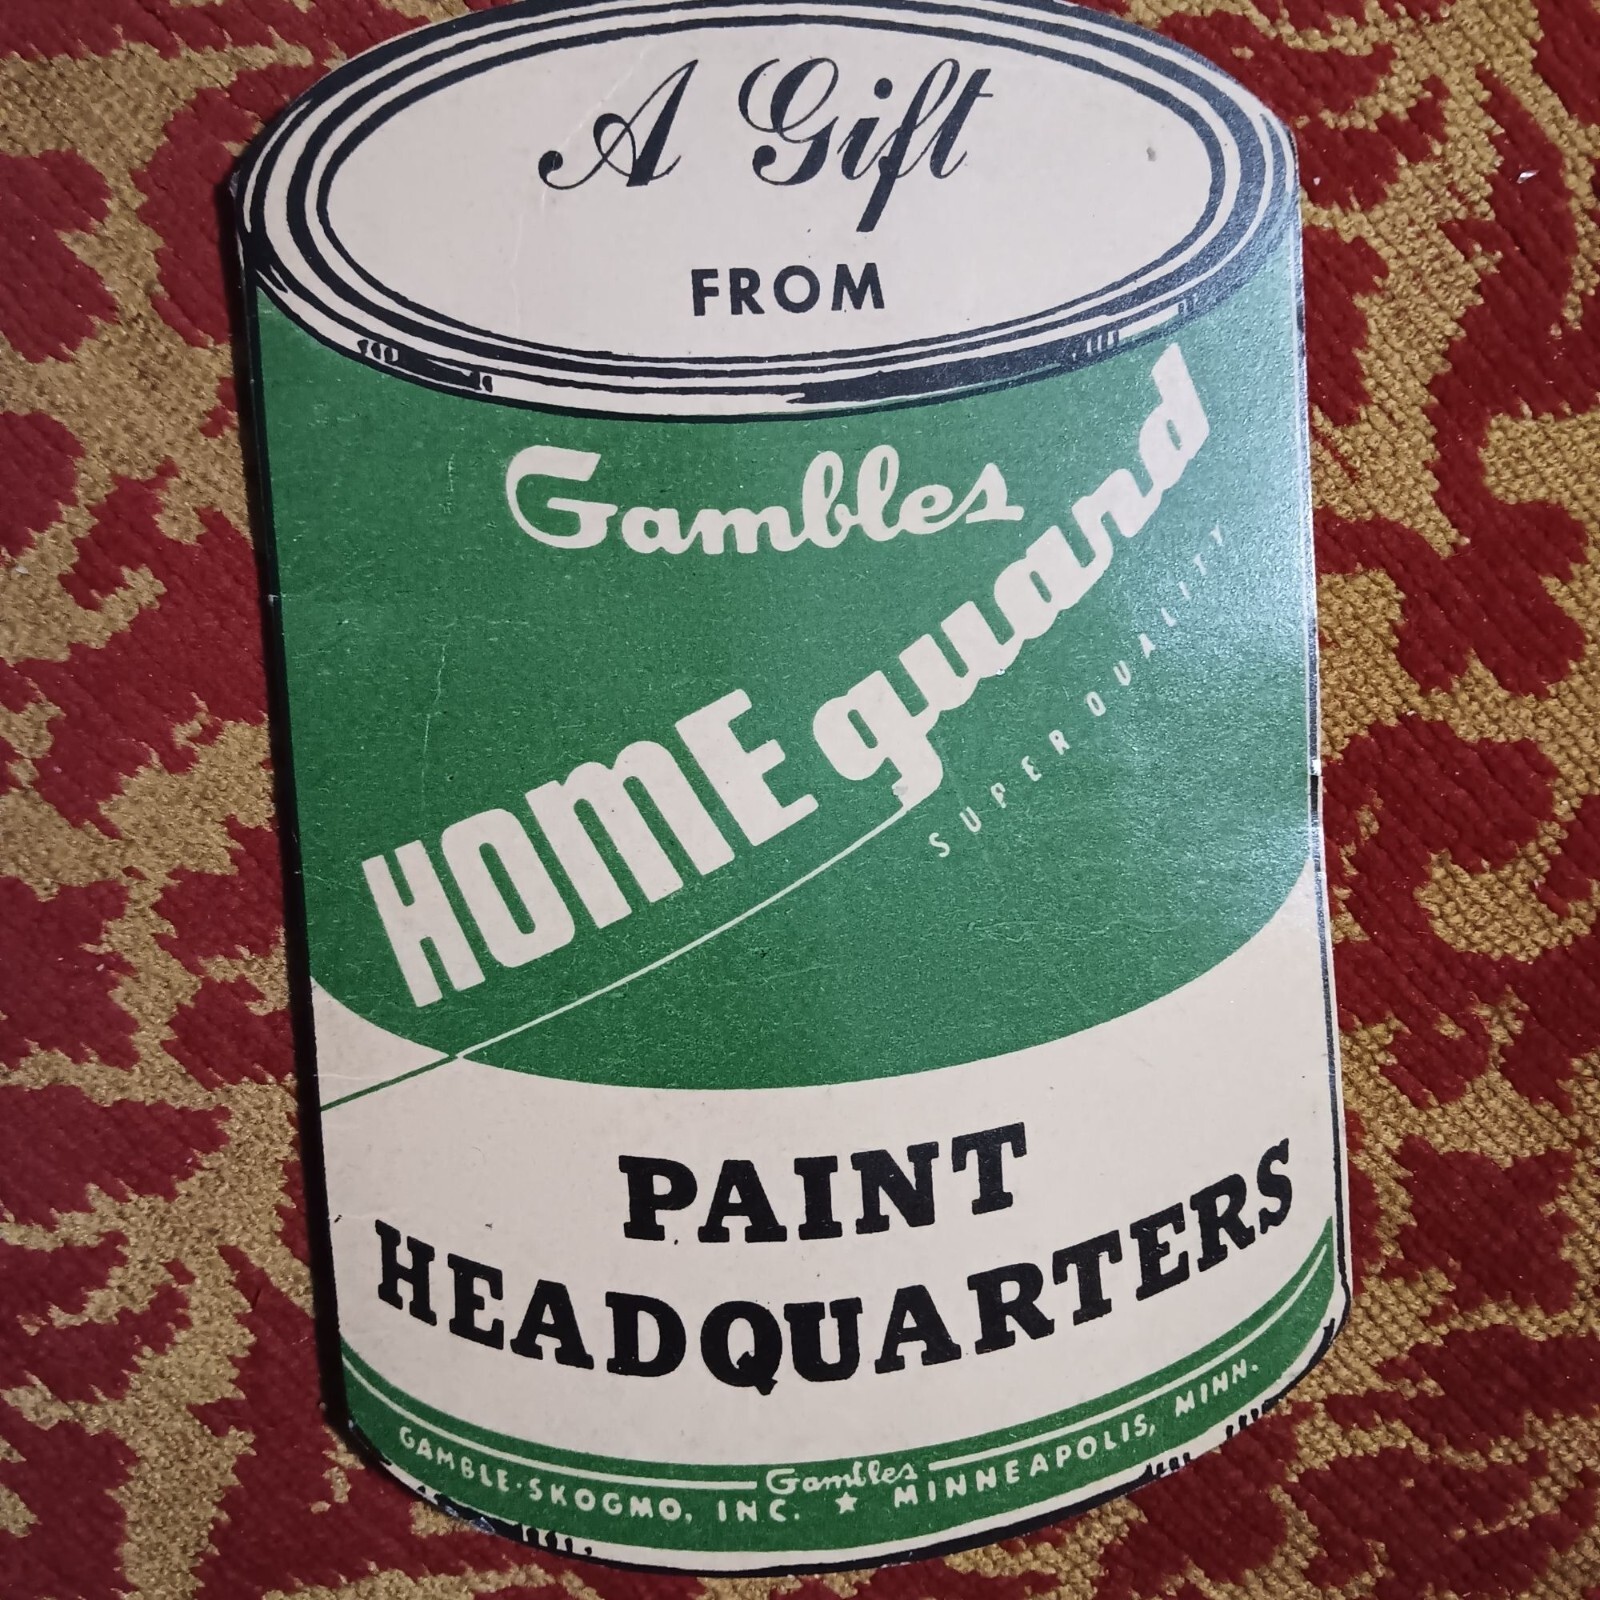 A Gift
FROM
Gambles
HOME guard
SUPER QUALITY
PAINT
HEADQUARTERS
Gambles
GAMBLE-SKOGMO, INC. ★ MINNEAPOLIS, MINN.